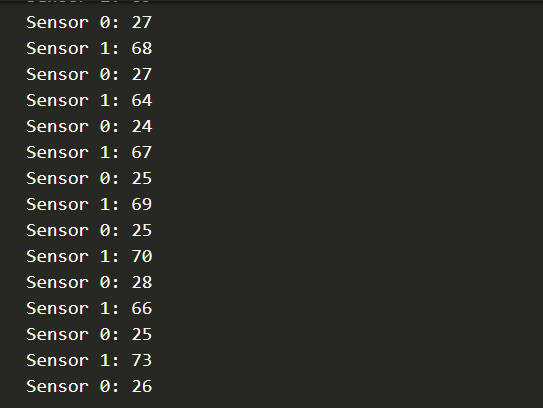 Sensor 0: 27
Sensor 1: 68
Sensor 0: 27
Sensor 1: 64
Sensor 0: 24
Sensor 1: 67
Sensor 0: 25
Sensor 1: 69
Sensor 0: 25
Sensor 1: 70
Sensor 0: 28
Sensor 1: 66
Sensor 0: 25
Sensor 1: 73
Sensor 0: 26